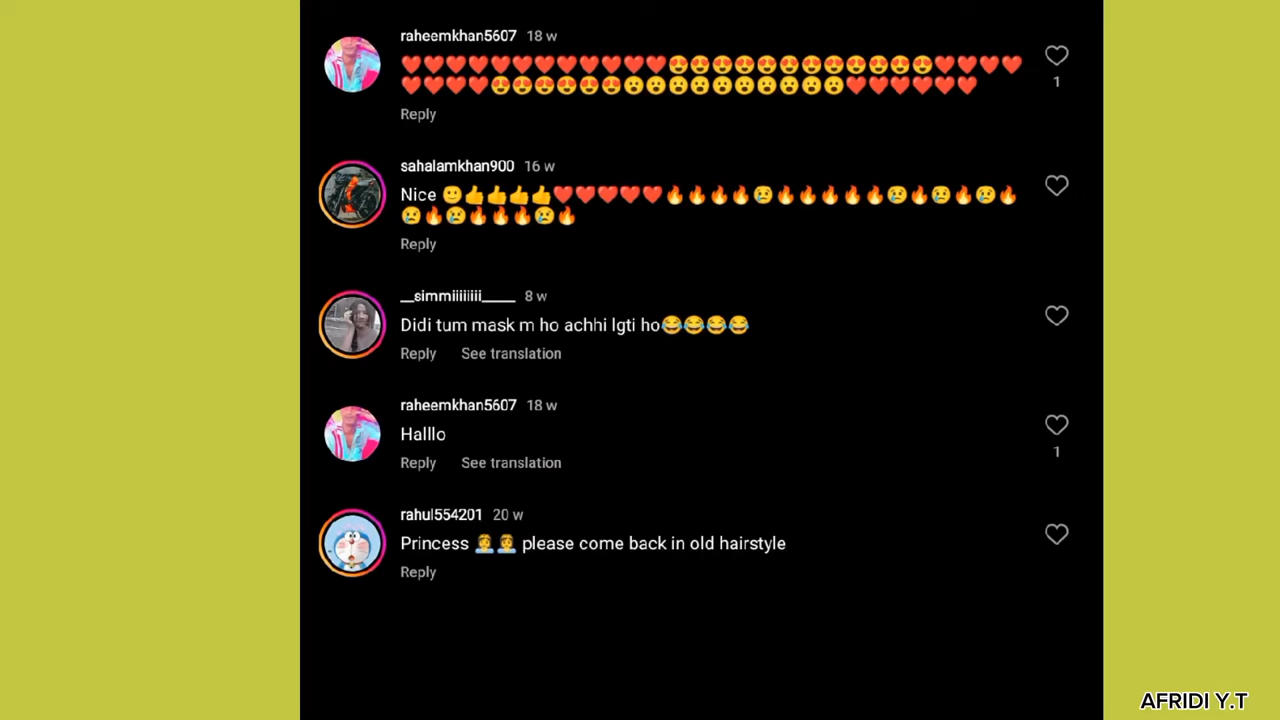 raheemkhan5607 18 w
❤️❤️❤️❤️❤️❤️❤️❤️❤️❤️❤️❤️😍😍😍😍😍😍😍😍😍😍😍😍❤️❤️❤️❤️
❤️❤️❤️❤️😍😍😍😍😍😍😮😮😮😮😮😮😮😮😮😮❤️❤️❤️❤️❤️❤️
1
Reply
sahalamkhan900 16 w
Nice 🙂👍👍👍👍❤️❤️❤️❤️❤️🔥🔥🔥🔥😢🔥🔥🔥🔥🔥😢🔥😢🔥😢🔥
😢🔥😢🔥🔥🔥😢🔥
Reply
__simmiiiiiiii_____ 8 w
Didi tum mask m ho achhi lgti ho😂😂😂😂
Reply See translation
raheemkhan5607 18 w
Halllo
1
Reply See translation
rahul554201 20 w
Princess 👰👰 please come back in old hairstyle
Reply
AFRIDI Y.T